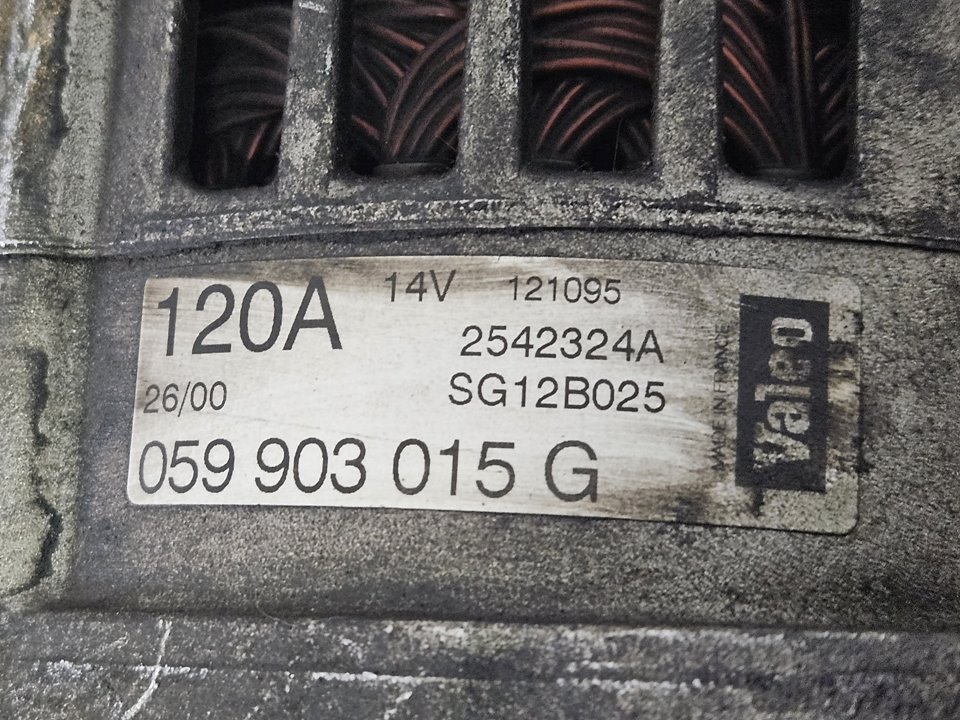 120A 14V 121095
2542324A
26/00 SG12B025
059 903 015 G
MADE IN FRANCE
Valeo